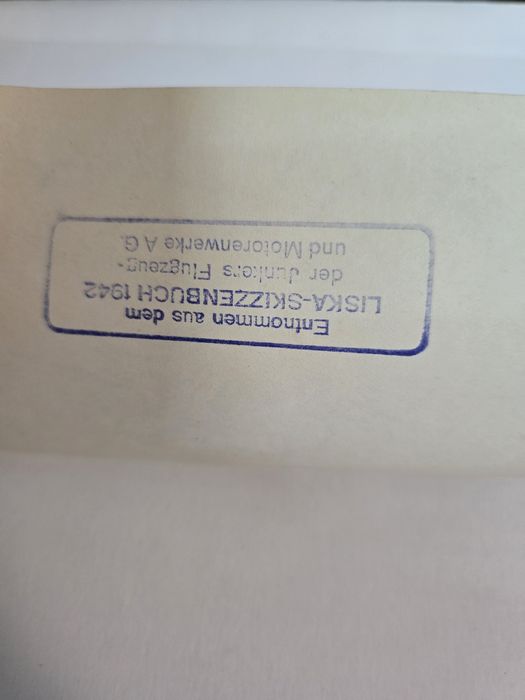 Entnommen aus dem
LISKA-SKIZZENBUCH 1942
der Junkers Flugzeug-
und Motorenwerke A G.